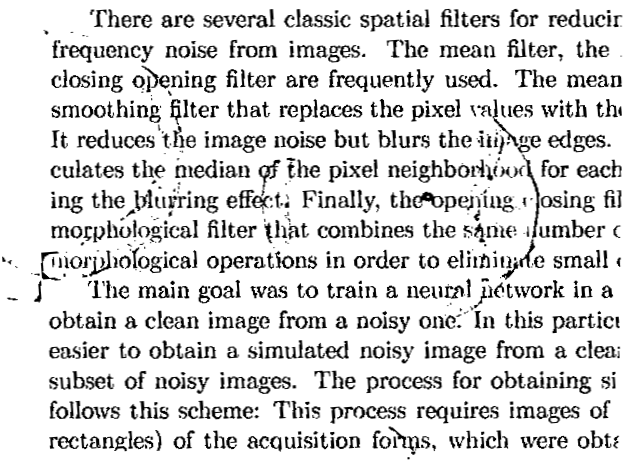 There are several classic spatial filters for reducin
frequency noise from images. The mean filter, the
closing opening filter are frequently used. The mean
smoothing filter that replaces the pixel values with the
It reduces the image noise but blurs the image edges.
culates the median of the pixel neighborhood for each
ing the blurring effect. Finally, the opening closing fil
morphological filter that combines the same number o
morphological operations in order to eliminate small
The main goal was to train a neural network in a
obtain a clean image from a noisy one. In this particu
easier to obtain a simulated noisy image from a clea
subset of noisy images. The process for obtaining si
follows this scheme: This process requires images of
rectangles) of the acquisition forms, which were obta